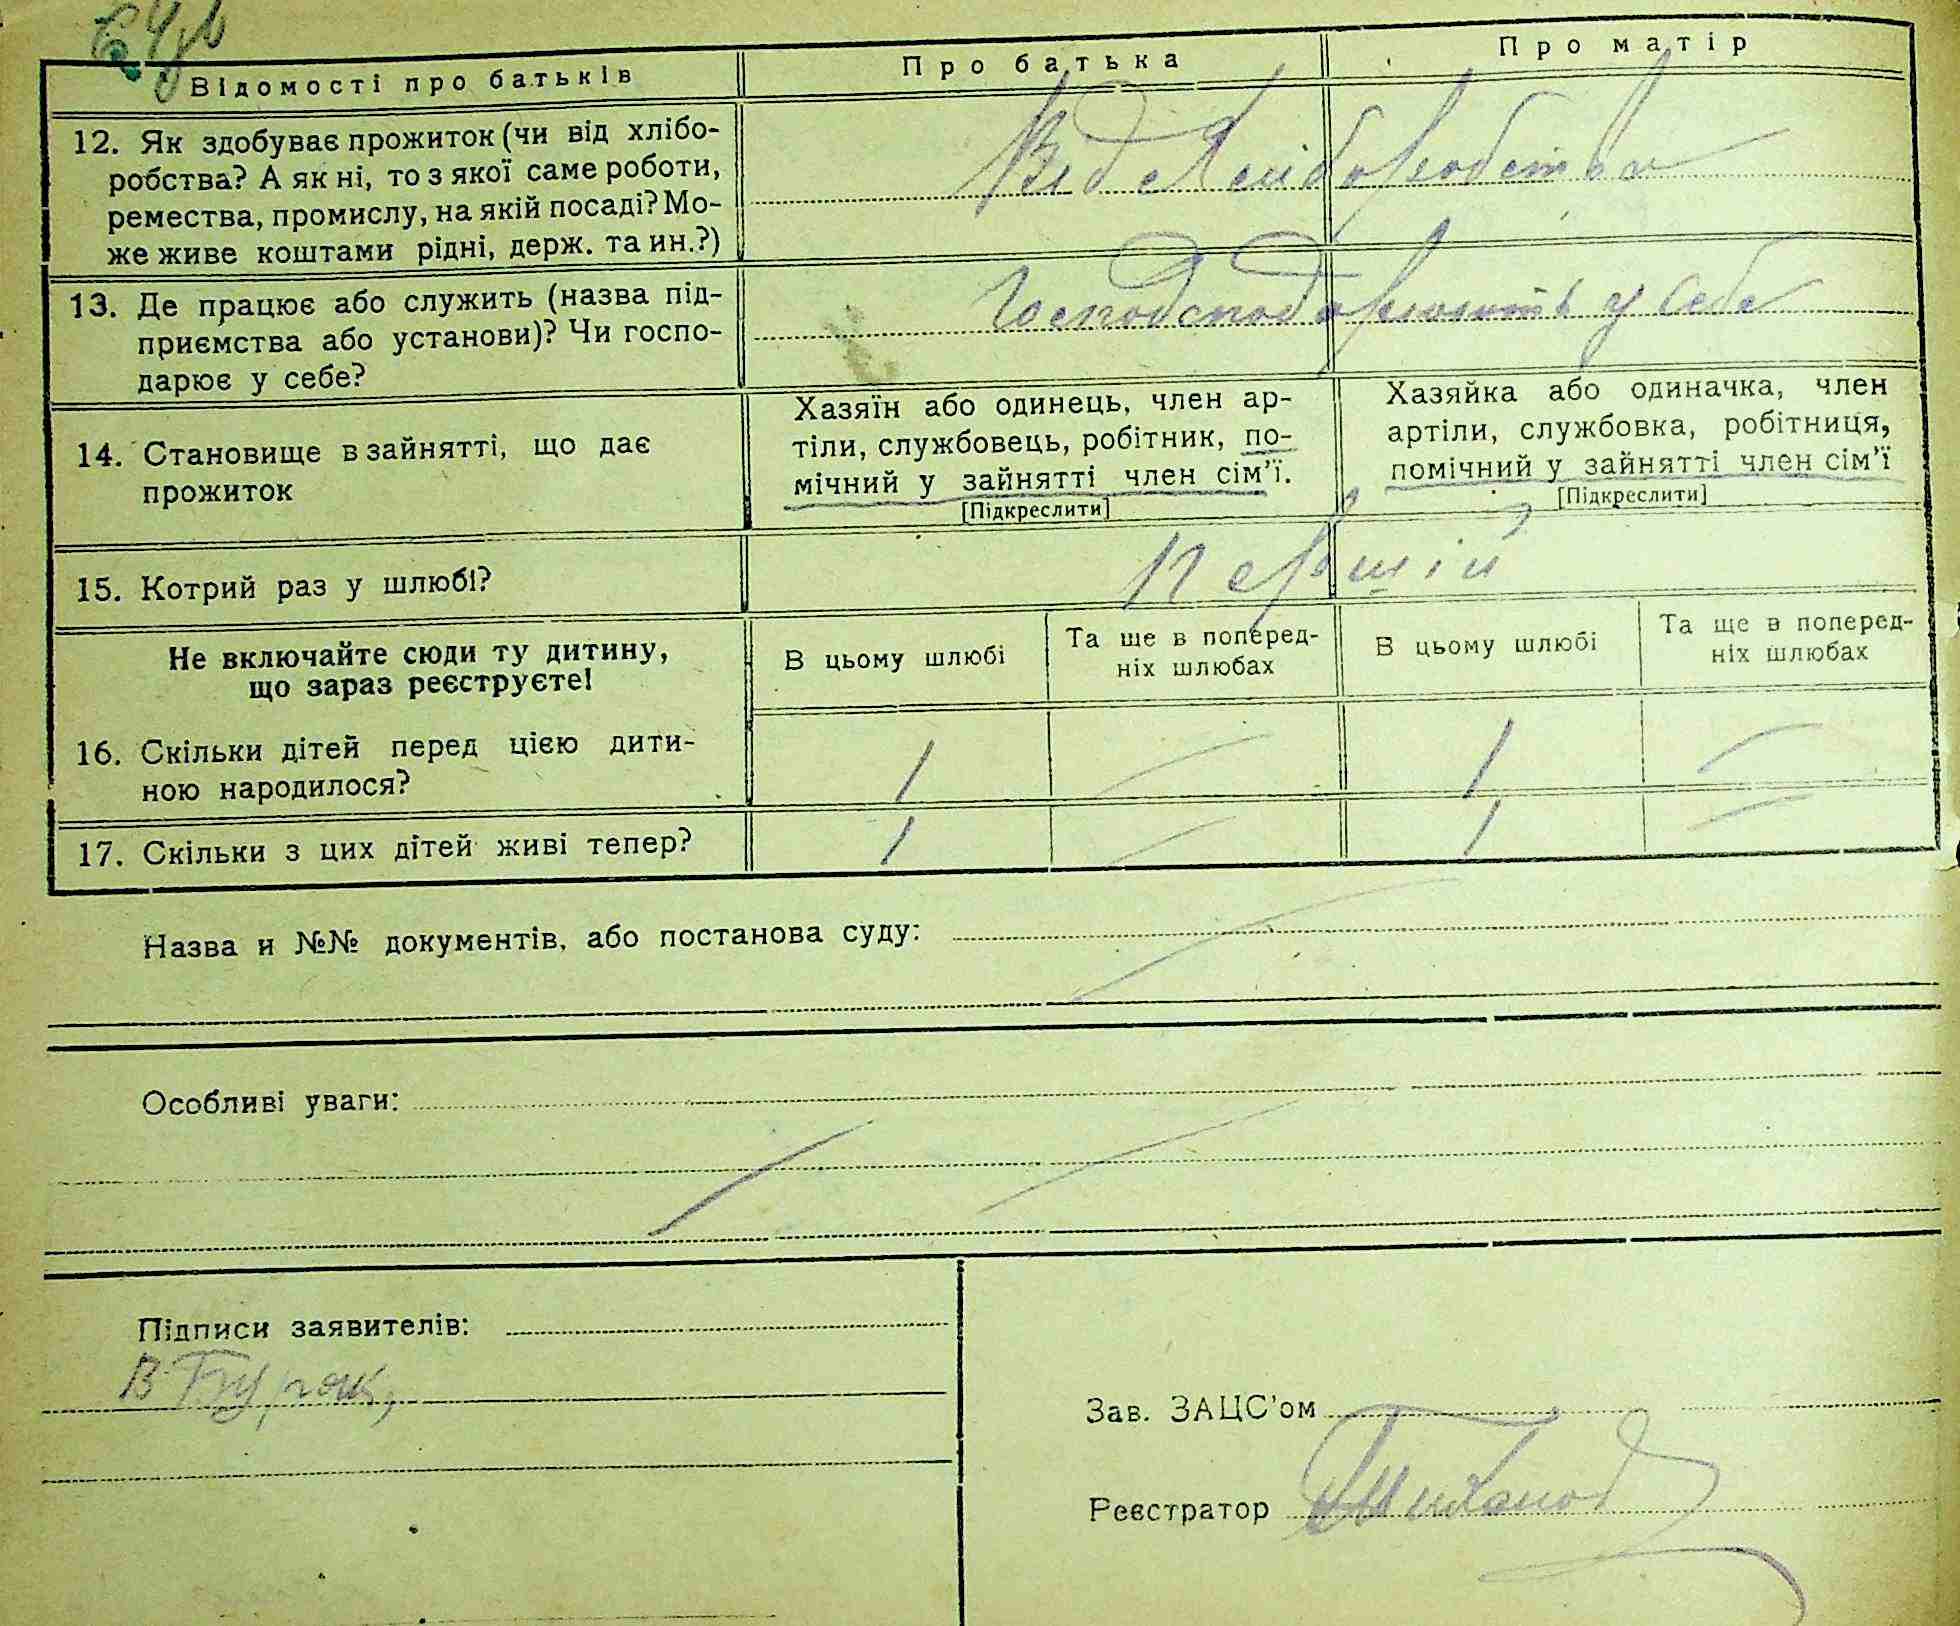 Відомості про батьків
Про батька
Про матір
12. Як здобуває прожиток (чи від хлібо-
робства? А як ні, то з якої саме роботи,
ремества, промислу, на якій посаді? Мо-
же живе коштами рідні, держ. та ин.?)
Від хліборобства
13. Де працює або служить (назва під-
приємства або установи)? Чи госпо-
дарює у себе?
у себе
14. Становище в зайнятті, що дає
прожиток
Хазяїн або одинець, член ар-
тіли, службовець, робітник, по-
мічний у зайнятті член сім'ї.
[Підкреслити]
Хазяйка або одиначка, член
артіли, службовка, робітниця,
помічний у зайнятті член сім'ї
[Підкреслити]
15. Котрий раз у шлюбі?
Першій
Не включайте сюди ту дитину,
що зараз реєструєте!
В цьому шлюбі
Та ще в поперед-
ніх шлюбах
В цьому шлюбі
Та ще в поперед-
ніх шлюбах
16. Скільки дітей перед цією дити-
ною народилося?
1 — 1 —
17. Скільки з цих дітей живі тепер?
1 — 1 —
Назва и №№ документів, або постанова суду:
Особливі уваги:
Підписи заявителів:
В Буряк
Зав. ЗАЦС'ом
Реєстратор